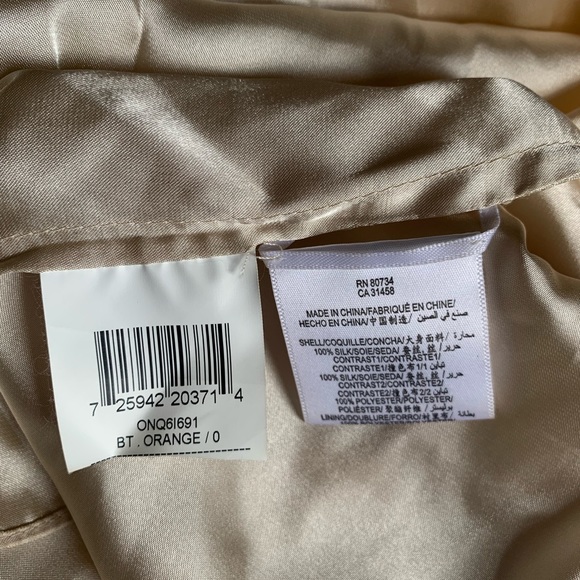 7 25942 20371 4
ONQ6I691
BT . ORANGE / 0
RN 80734
CA 31458
MADE IN CHINA/FABRIQUÉ EN CHINE/
HECHO EN CHINA/中国制造/ صنع في الصين
SHELL/COQUILLE/CONCHA/大身面料/ محارة/
100% SILK/SOIE/SEDA/ 蚕丝, 丝/ حرير
CONTRAST1/CONTRASTE1/
CONTRASTE1/撞色布1/1 تباين
100% SILK/SOIE/SEDA/ 蚕丝, 丝/ حرير
CONTRAST2/CONTRASTE2/
CONTRASTE2/撞色布2/2 تباين
100% POLYESTER/POLYESTER/
POLIÉSTER/ 聚酯纤维/ بوليستر
LINING/DOUBLURE/FORRO/衬里布/ بطانة/